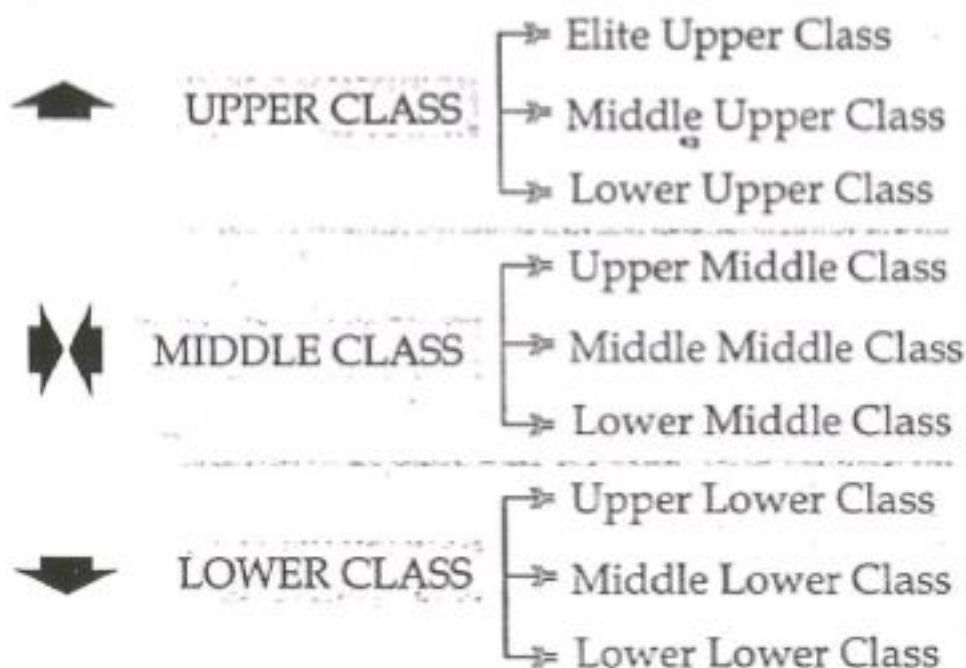 Elite Upper Class
UPPER CLASS
Middle Upper Class
Lower Upper Class
Upper Middle Class
MIDDLE CLASS
Middle Middle Class
Lower Middle Class
Upper Lower Class
LOWER CLASS
Middle Lower Class
Lower Lower Class